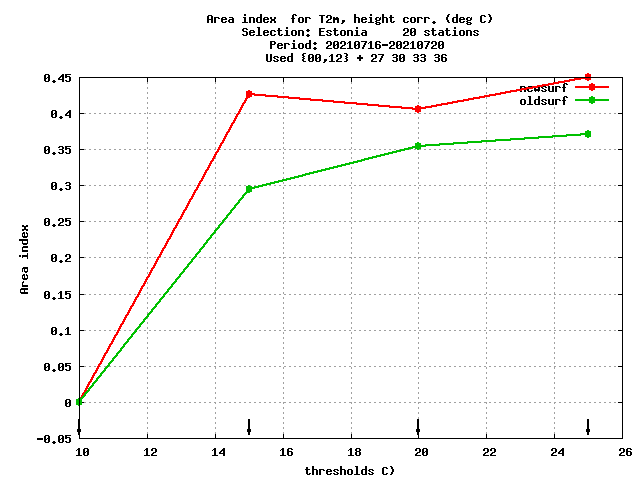 Area index  for T2m, height corr. (deg C)
Selection: Estonia     20 stations
Period: 20210716-20210720
Used {00,12} + 27 30 33 36
0.45
0.4
0.35
0.3
0.25
0.2
0.15
0.1
0.05
0
-0.05
Area index
newsurf
oldsurf
10 12 14 16 18 20 22 24 26
thresholds C)